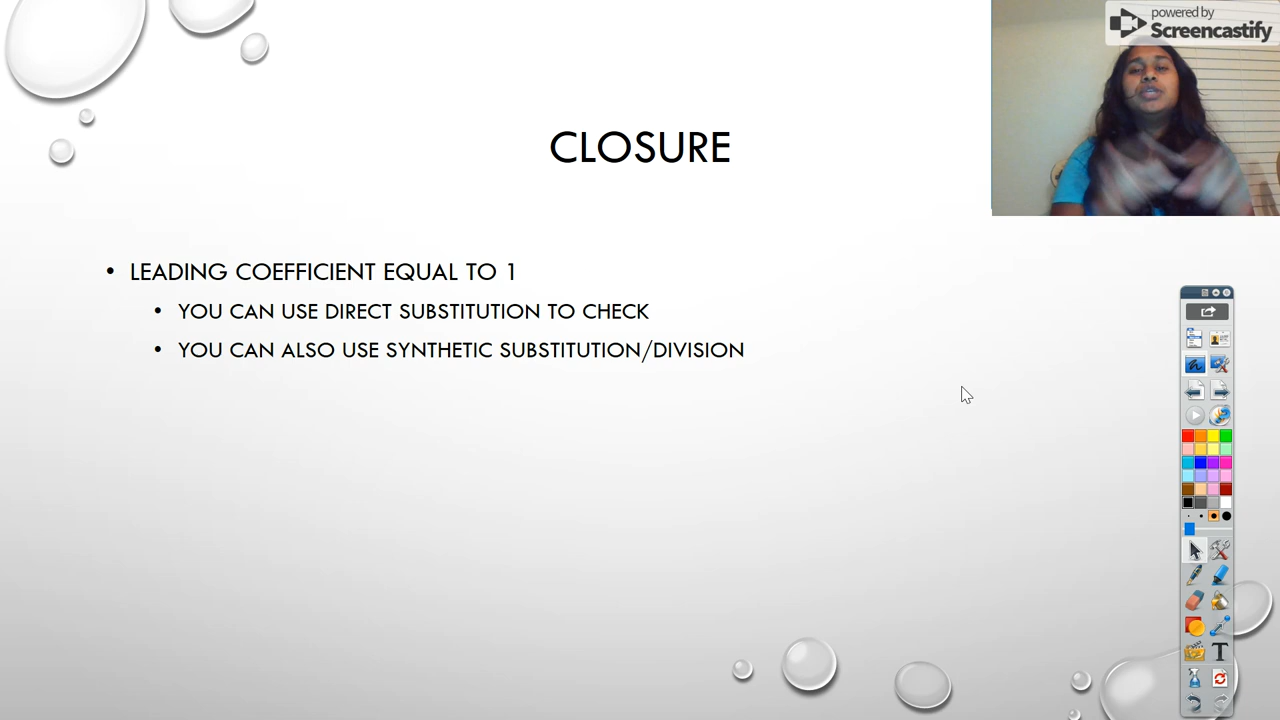 powered by
Screencastify
CLOSURE
• LEADING COEFFICIENT EQUAL TO 1
• YOU CAN USE DIRECT SUBSTITUTION TO CHECK
• YOU CAN ALSO USE SYNTHETIC SUBSTITUTION/DIVISION
T